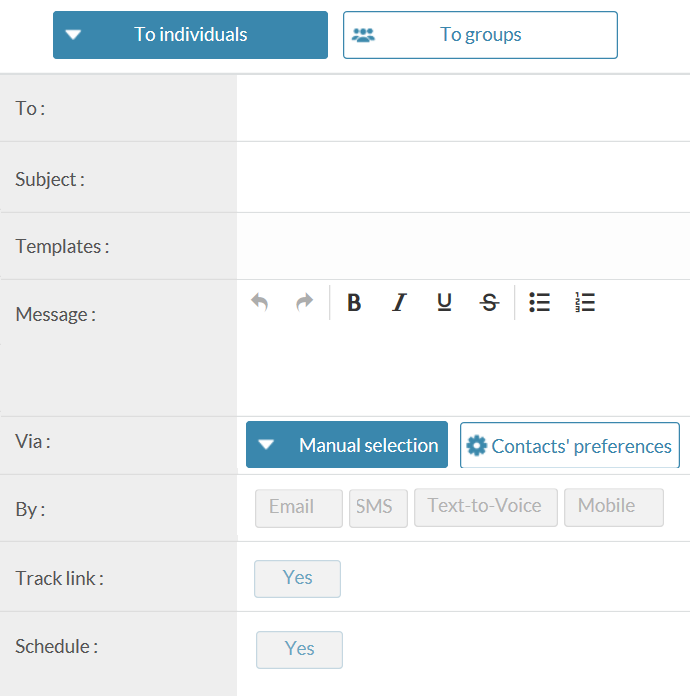 To individuals To groups
To :
Subject :
Templates :
Message : B I U S
Via : Manual selection Contacts' preferences
By : Email SMS Text-to-Voice Mobile
Track link : Yes
Schedule : Yes